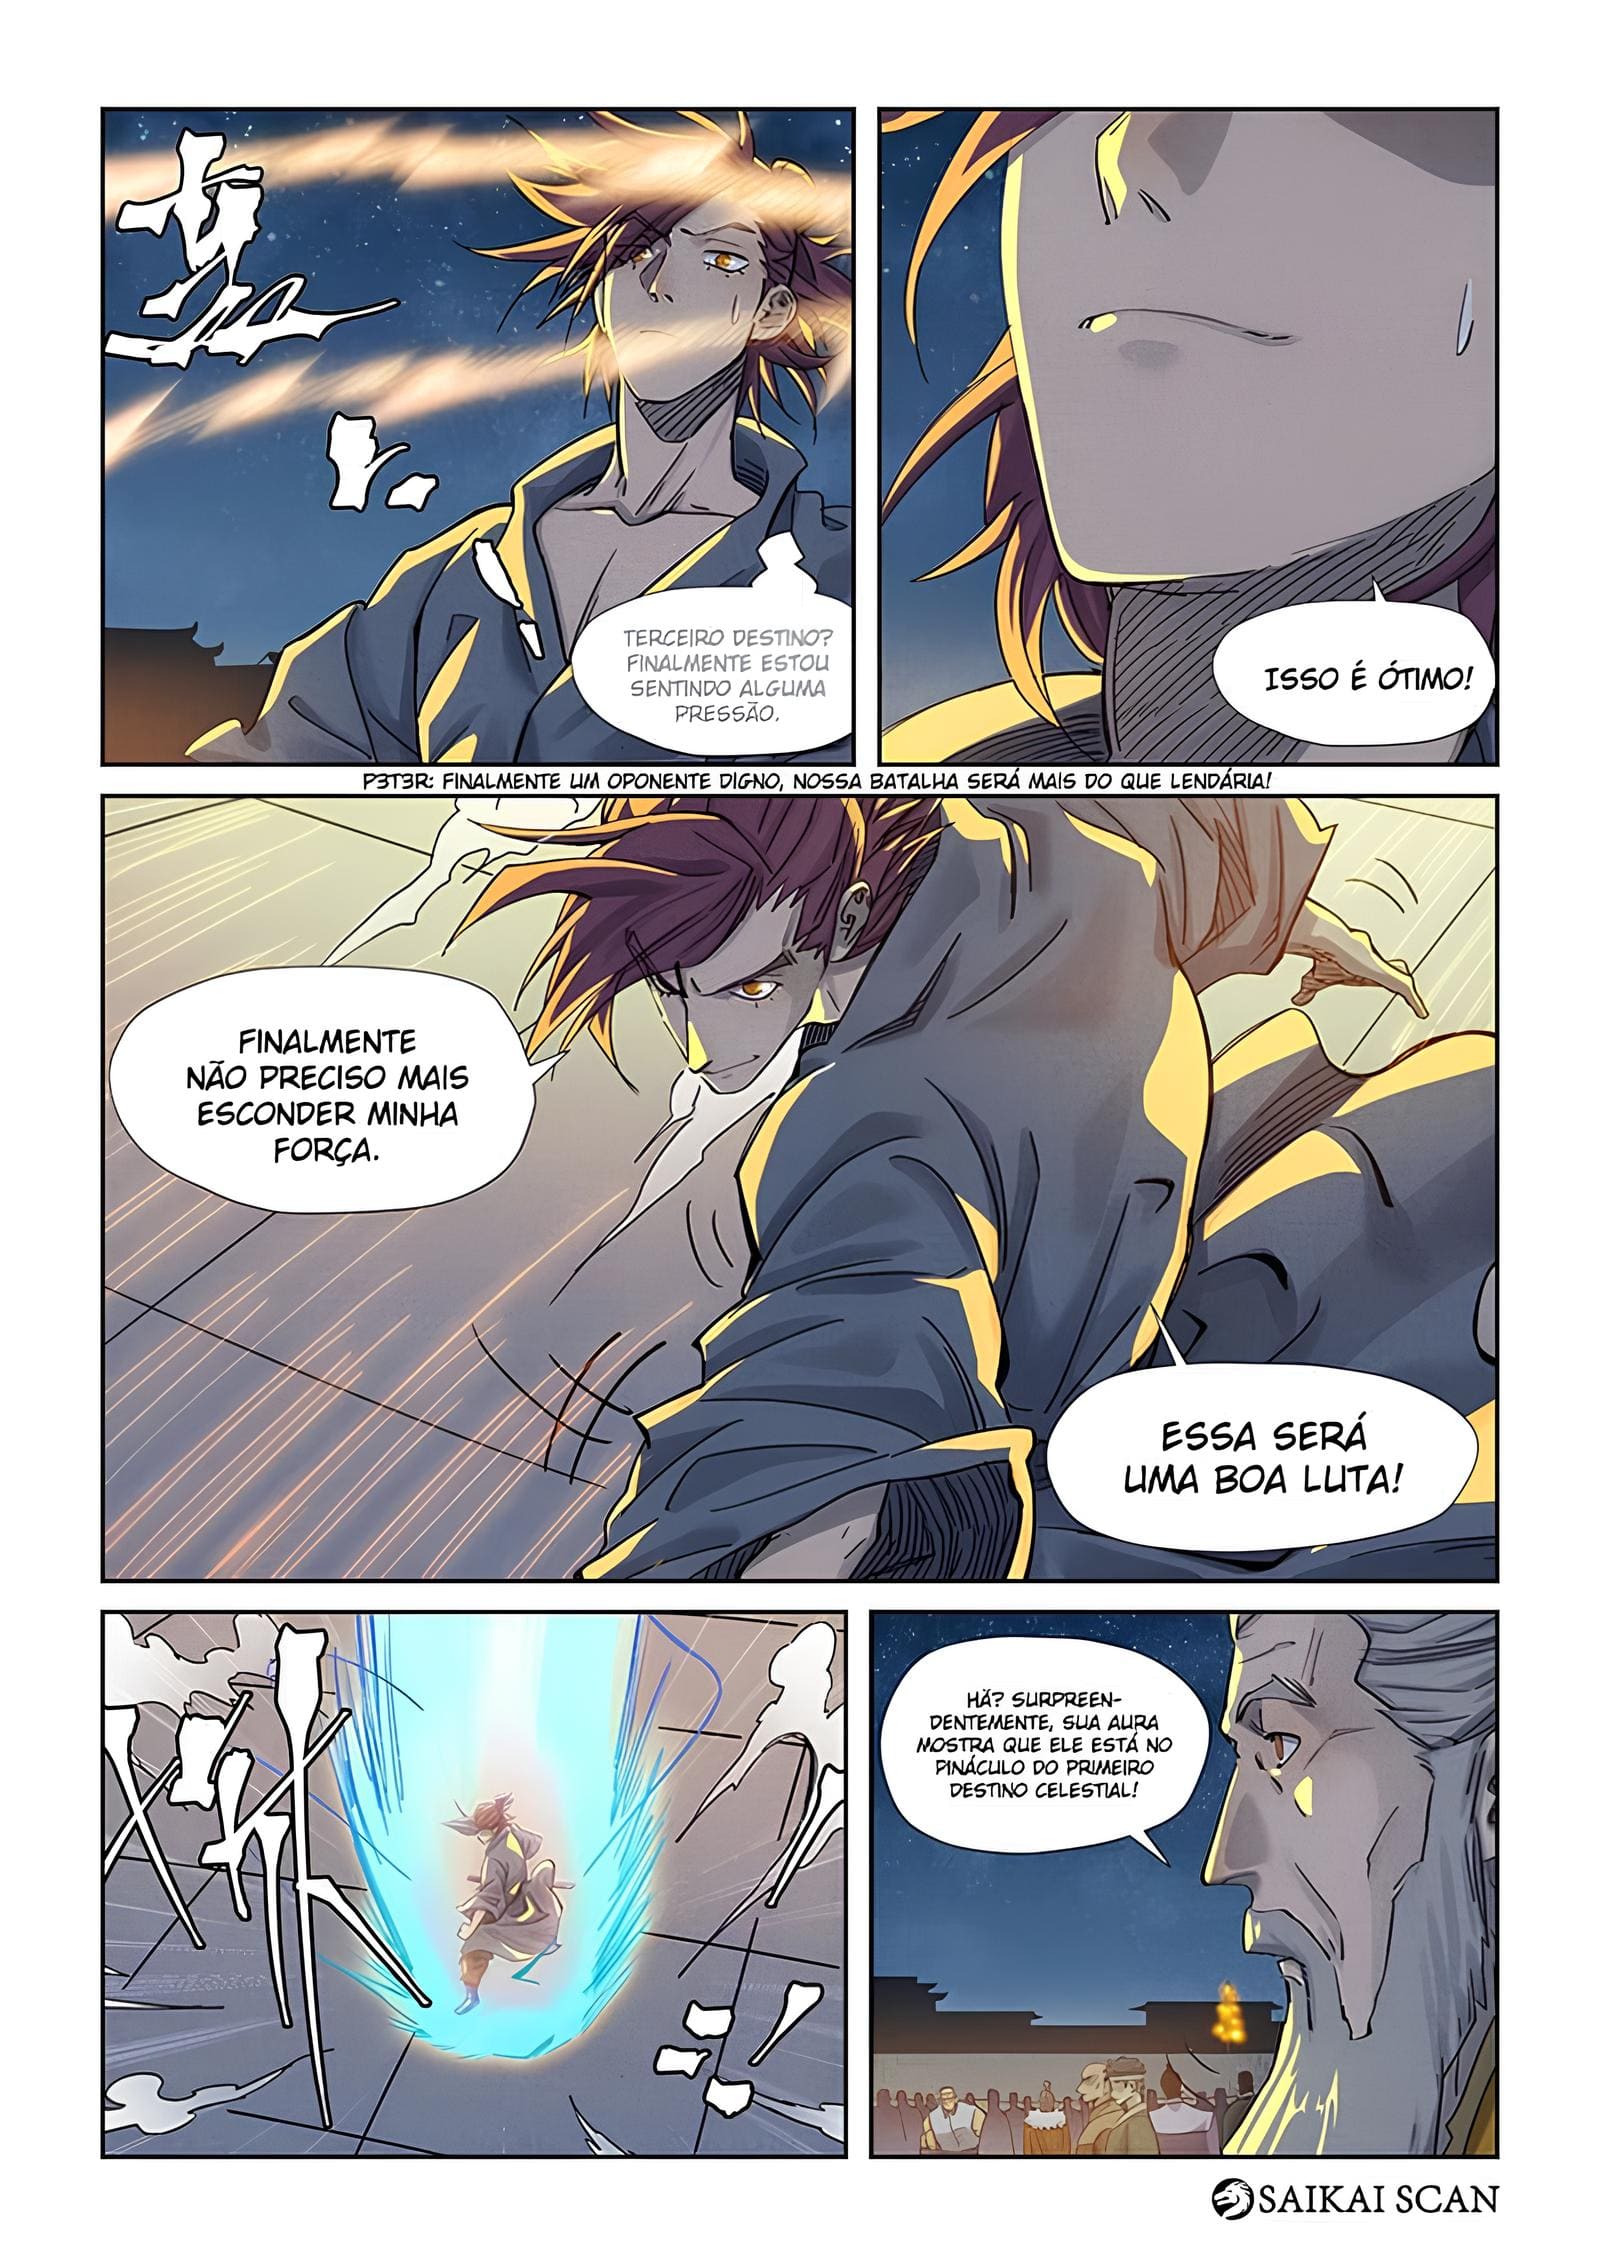 TERCEIRO DESTINO?
FINALMENTE ESTOU
SENTINDO ALGUMA
PRESSÃO.
ISSO É ÓTIMO!
P3T3R: FINALMENTE UM OPONENTE DIGNO, NOSSA BATALHA SERÁ MAIS DO QUE LENDÁRIA!
FINALMENTE
NÃO PRECISO MAIS
ESCONDER MINHA
FORÇA.
ESSA SERÁ
UMA BOA LUTA!
HÃ? SURPREEN-
DENTEMENTE, SUA AURA
MOSTRA QUE ELE ESTÁ NO
PINÁCULO DO PRIMEIRO
DESTINO CELESTIAL!
SAIKAI SCAN